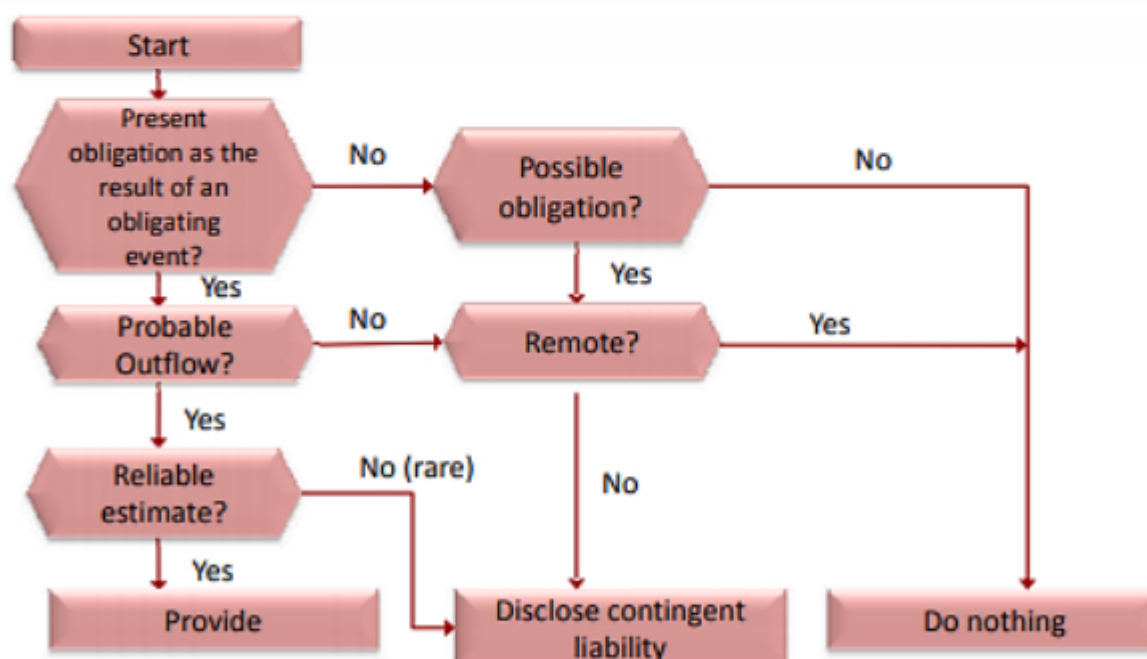 Start
Present
obligation as the
result of an
obligating
event?
No
Possible
obligation?
No
Yes
Yes
Probable
Outflow?
No
Remote?
Yes
Yes
No
Reliable
estimate?
No (rare)
Yes
Provide
Disclose contingent
liability
Do nothing